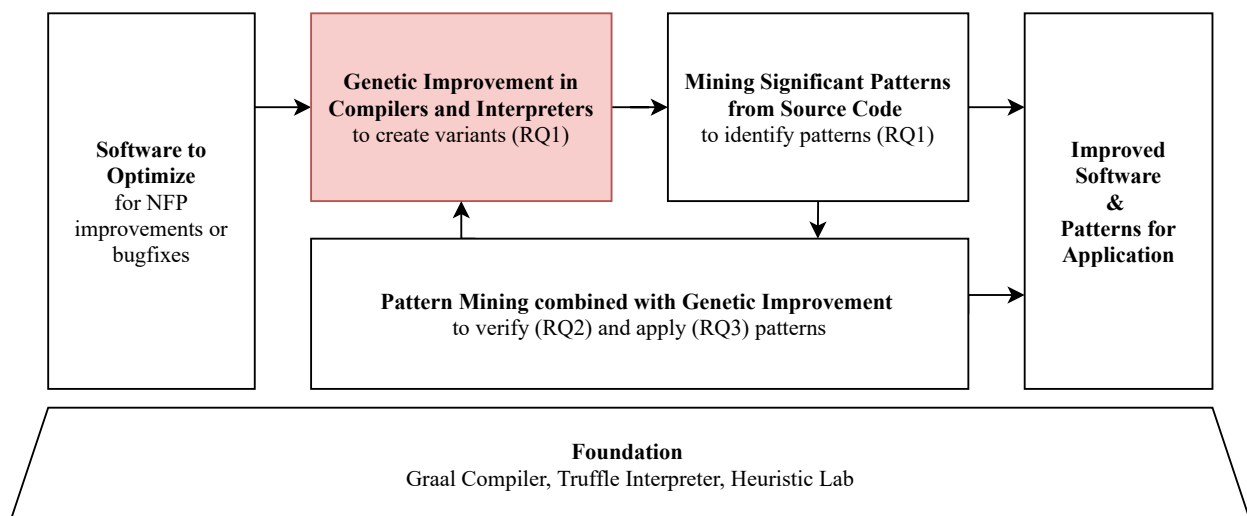 Software to
Optimize
for NFP
improvements or
bugfixes
Genetic Improvement in
Compilers and Interpreters
to create variants (RQ1)
Mining Significant Patterns
from Source Code
to identify patterns (RQ1)
Pattern Mining combined with Genetic Improvement
to verify (RQ2) and apply (RQ3) patterns
Improved
Software
&
Patterns for
Application
Foundation
Graal Compiler, Truffle Interpreter, Heuristic Lab